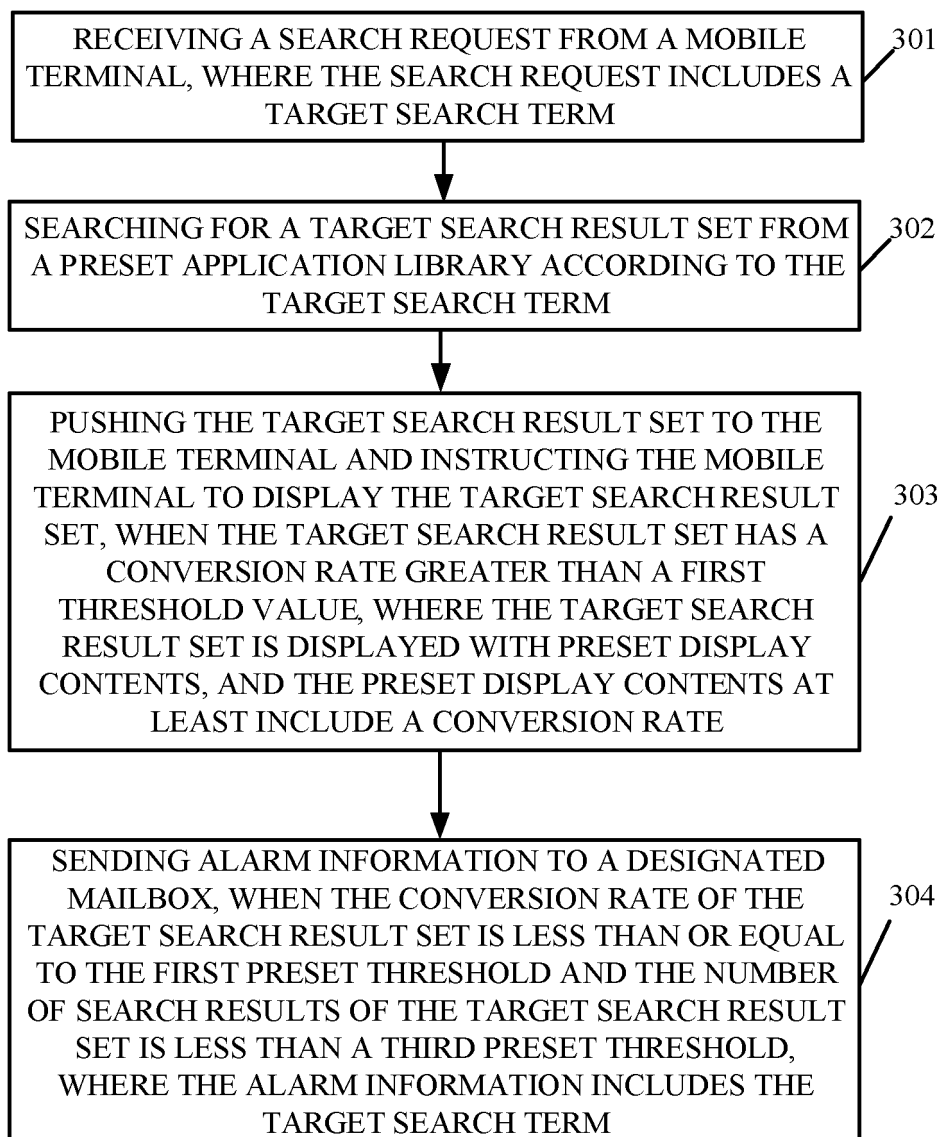 RECEIVING A SEARCH REQUEST FROM A MOBILE
TERMINAL, WHERE THE SEARCH REQUEST INCLUDES A
TARGET SEARCH TERM
301
SEARCHING FOR A TARGET SEARCH RESULT SET FROM
A PRESET APPLICATION LIBRARY ACCORDING TO THE
TARGET SEARCH TERM
302
PUSHING THE TARGET SEARCH RESULT SET TO THE
MOBILE TERMINAL AND INSTRUCTING THE MOBILE
TERMINAL TO DISPLAY THE TARGET SEARCH RESULT
SET, WHEN THE TARGET SEARCH RESULT SET HAS A
CONVERSION RATE GREATER THAN A FIRST
THRESHOLD VALUE, WHERE THE TARGET SEARCH
RESULT SET IS DISPLAYED WITH PRESET DISPLAY
CONTENTS, AND THE PRESET DISPLAY CONTENTS AT
LEAST INCLUDE A CONVERSION RATE
303
SENDING ALARM INFORMATION TO A DESIGNATED
MAILBOX, WHEN THE CONVERSION RATE OF THE
TARGET SEARCH RESULT SET IS LESS THAN OR EQUAL
TO THE FIRST PRESET THRESHOLD AND THE NUMBER
OF SEARCH RESULTS OF THE TARGET SEARCH RESULT
SET IS LESS THAN A THIRD PRESET THRESHOLD,
WHERE THE ALARM INFORMATION INCLUDES THE
TARGET SEARCH TERM
304